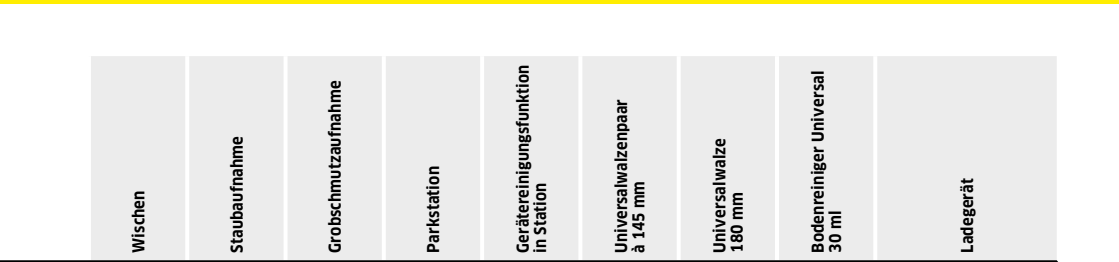 Wischen
Staubaufnahme
Grobschmutzaufnahme
Parkstation
Gerätereinigungsfunktion
in Station
Universalwalzenpaar
à 145 mm
Universalwalze
180 mm
Bodenreiniger Universal
30 ml
Ladegerät